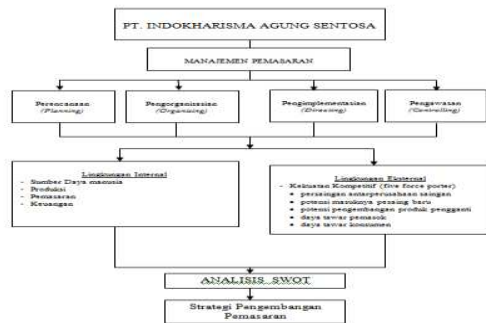 PT. INDOKHARISMA AGUNG SENTOSA
MANAJEMEN PEMASARAN
Perencanaan
(Planning)
Pengorganisasian
(Organising)
Pengimplementasian
(Directing)
Pengawasan
(Controlling)
Lingkungan Internal
- Sumber Daya manusia
- Produksi
- Pemasaran
- Keuangan
Lingkungan Eksternal
- Kekuatan Kompetitif (five force porter)
• persaingan antarperusahaan saingan
• potensi masuknya pesaing baru
• potensi pengembangan produk pengganti
• daya tawar pemasok
• daya tawar konsumen
ANALISIS SWOT
Strategi Pengembangan
Pemasaran